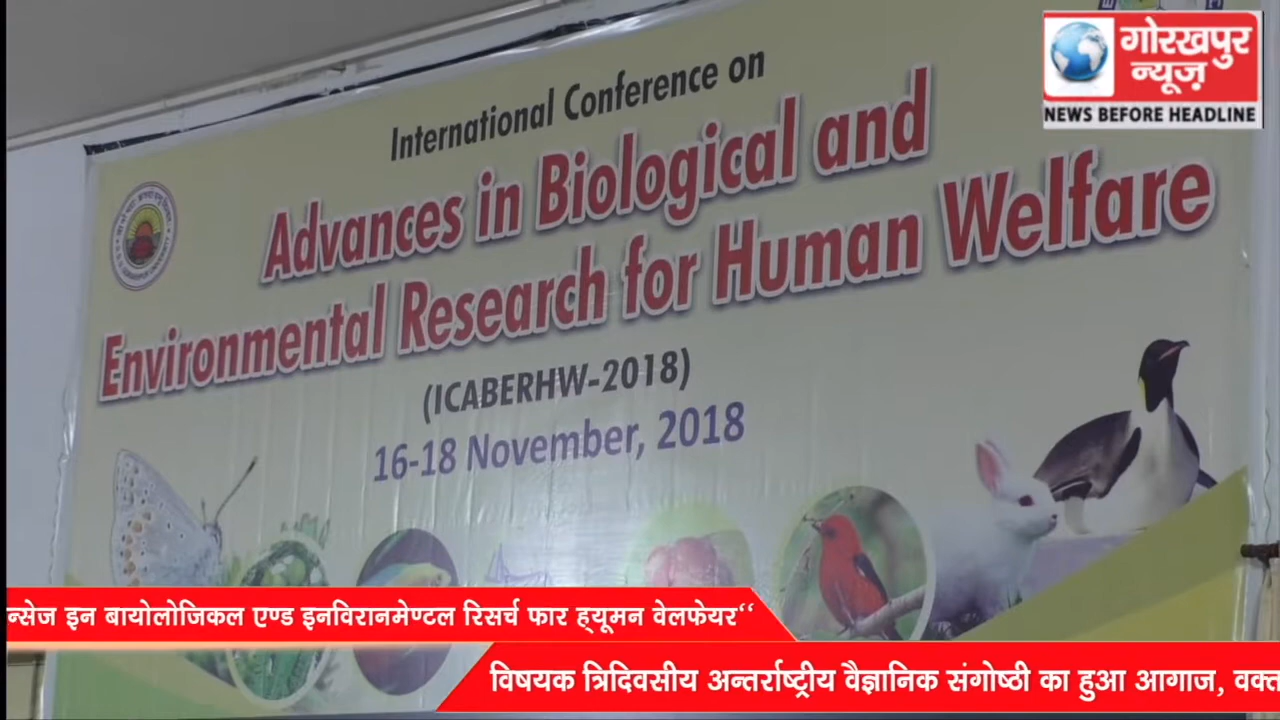 गोरखपुर
न्यूज़
NEWS BEFORE HEADLINE
International Conference on
Advances in Biological and
Environmental Research for Human Welfare
(ICABERHW-2018)
16-18 November, 2018
न्सेज इन बायोलोजिकल एण्ड इनविरानमेण्टल रिसर्च फार ह्यूमन वेलफेयर“
विषयक त्रिदिवसीय अन्तर्राष्ट्रीय वैज्ञानिक संगोष्ठी का हुआ आगाज, वक्त